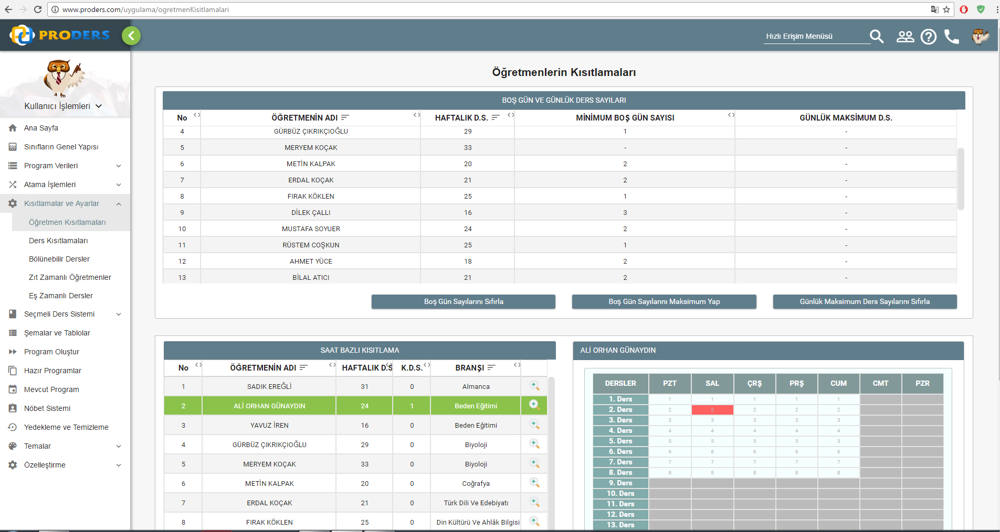 www.proders.com/uygulama/ogretmenKisitlamalari
PRODERS
Hızlı Erişim Menüsü
Kullanıcı İşlemleri
Ana Sayfa
Sınıfların Genel Yapısı
Program Verileri
Atama İşlemleri
Kısıtlamalar ve Ayarlar
Öğretmen Kısıtlamaları
Ders Kısıtlamaları
Bölünebilir Dersler
Zıt Zamanlı Öğretmenler
Eş Zamanlı Dersler
Seçmeli Ders Sistemi
Şemalar ve Tablolar
Program Oluştur
Hazır Programlar
Mevcut Program
Nöbet Sistemi
Yedekleme ve Temizleme
Temalar
Özelleştirme
Öğretmenlerin Kısıtlamaları
BOŞ GÜN VE GÜNLÜK DERS SAYILARI
No ÖĞRETMENİN ADI HAFTALIK D.S. MİNİMUM BOŞ GÜN SAYISI GÜNLÜK MAKSİMUM D.S.
4 GÜRBÜZ ÇIKRIKÇIOĞLU 29 1 -
5 MERYEM KOÇAK 33 - -
6 METİN KALPAK 20 2 -
7 ERDAL KOÇAK 21 2 -
8 FIRAK KÖKLEN 25 1 -
9 DİLEK ÇALLI 16 3 -
10 MUSTAFA SOYUER 24 2 -
11 RÜSTEM COŞKUN 25 1 -
12 AHMET YÜCE 18 2 -
13 BİLAL ATICI 21 2 -
Boş Gün Sayılarını Sıfırla Boş Gün Sayılarını Maksimum Yap Günlük Maksimum Ders Sayılarını Sıfırla
SAAT BAZLI KISITLAMA
No ÖĞRETMENİN ADI HAFTALIK D.S K.D.S. BRANŞI
1 SADIK EREĞLİ 31 0 Almanca
2 ALİ ORHAN GÜNAYDIN 24 1 Beden Eğitimi
3 YAVUZ İREN 16 0 Beden Eğitimi
4 GÜRBÜZ ÇIKRIKÇIOĞLU 29 0 Biyoloji
5 MERYEM KOÇAK 33 0 Biyoloji
6 METİN KALPAK 20 0 Coğrafya
7 ERDAL KOÇAK 21 0 Türk Dili Ve Edebiyatı
8 FIRAK KÖKLEN 25 0 Din Kültürü Ve Ahlâk Bilgisi
ALİ ORHAN GÜNAYDIN
DERSLER PZT SAL ÇRŞ PRŞ CUM CMT PZR
1. Ders 1 1 1 1 1
2. Ders 2 2 2 2 2
3. Ders 3 3 3 3 3
4. Ders 4 4 4 4 4
5. Ders 5 5 5 5 5
6. Ders 6 6 6 6 6
7. Ders 7 7 7 7 7
8. Ders 8 8 8 8 8
9. Ders
10. Ders
11. Ders
12. Ders
13. Ders